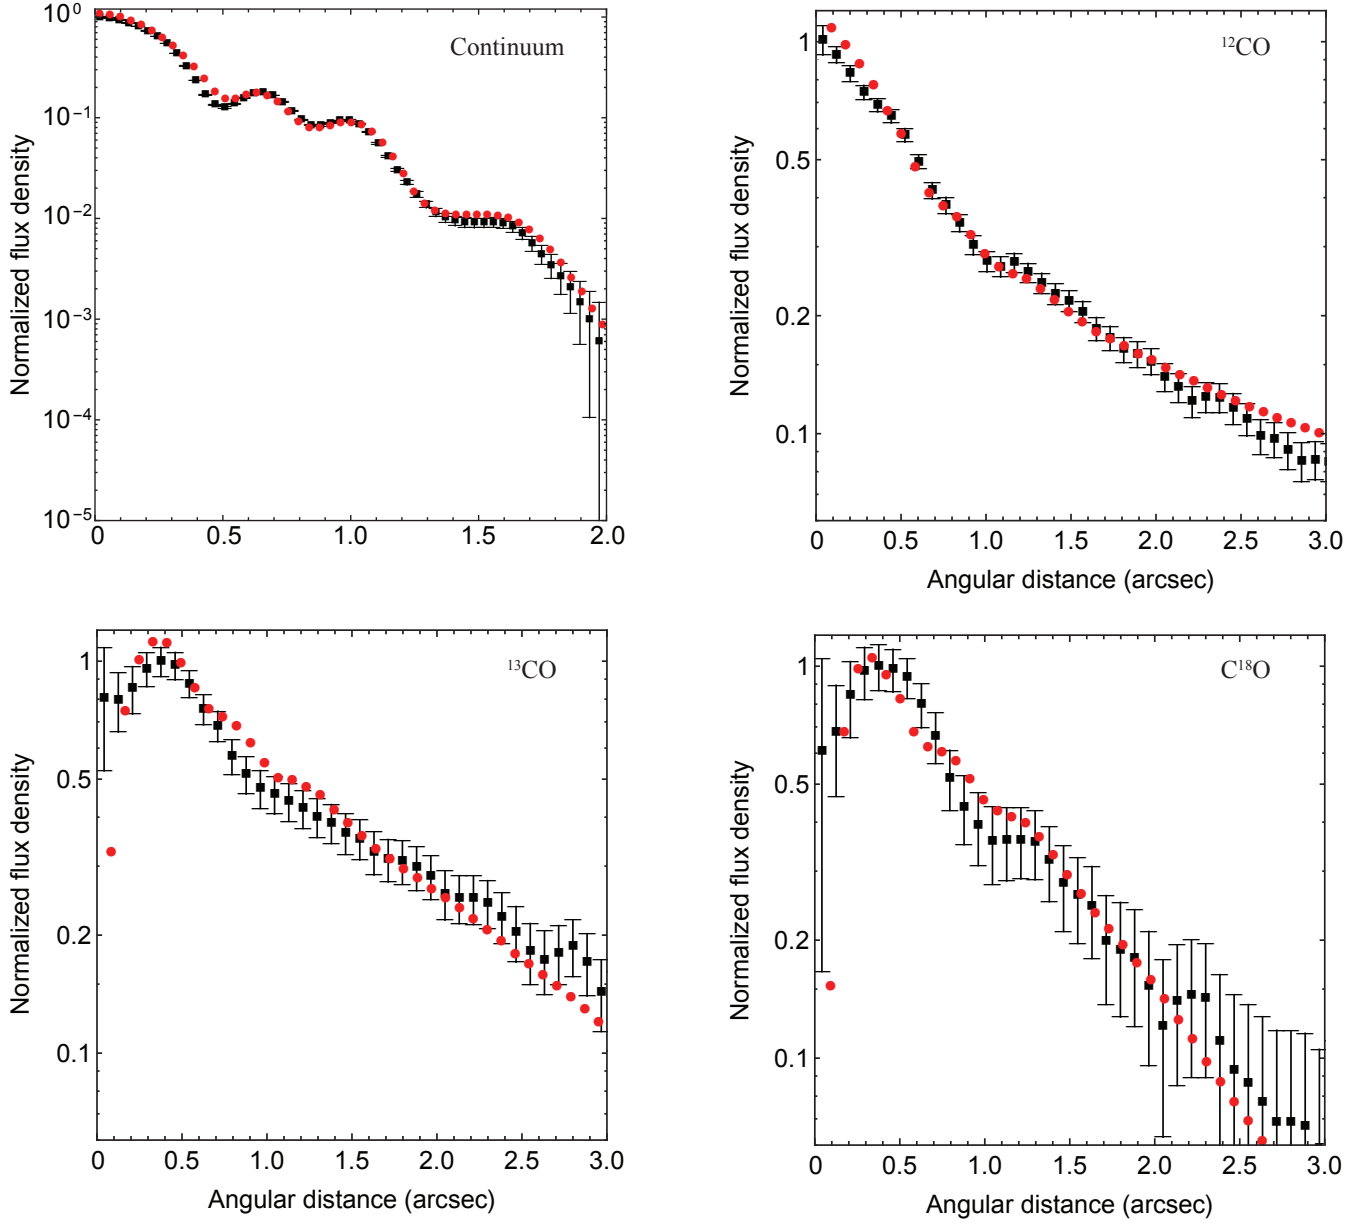 Continuum
Normalized flux density
10⁰
10⁻¹
10⁻²
10⁻³
10⁻⁴
10⁻⁵
0 0.5 1.0 1.5 2.0
¹²CO
Normalized flux density
1
0.5
0.2
0.1
0 0.5 1.0 1.5 2.0 2.5 3.0
Angular distance (arcsec)
¹³CO
Normalized flux density
1
0.5
0.2
0.1
0 0.5 1.0 1.5 2.0 2.5 3.0
Angular distance (arcsec)
C¹⁸O
Normalized flux density
1
0.5
0.2
0.1
0 0.5 1.0 1.5 2.0 2.5 3.0
Angular distance (arcsec)